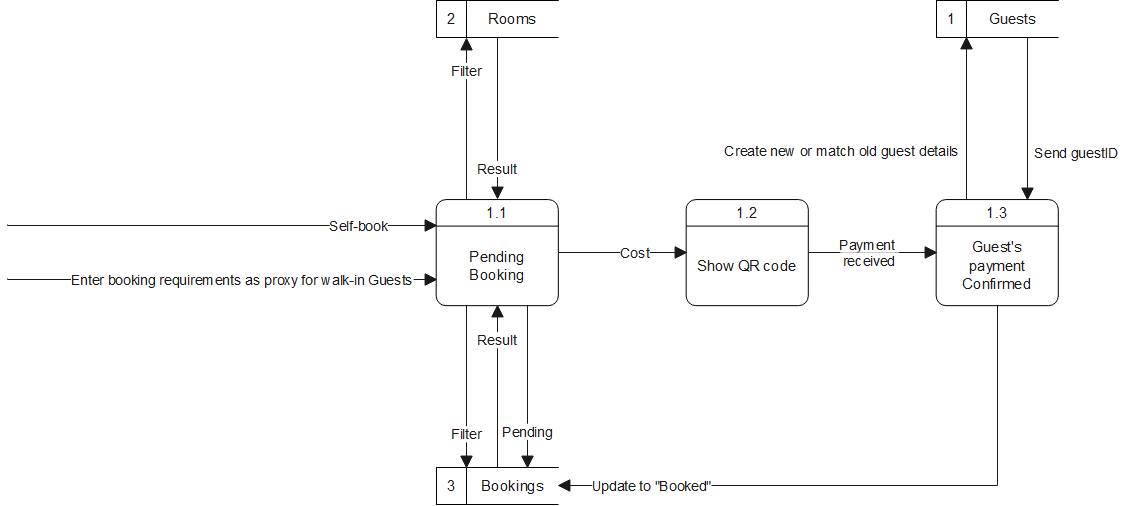 2 Rooms
1 Guests
Filter
Result
Create new or match old guest details
Send guestID
1.1
1.2
1.3
Self-book
Pending
Booking
Cost
Show QR code
Payment
received
Guest's
payment
Confirmed
Enter booking requirements as proxy for walk-in Guests
Result
Filter
Pending
3 Bookings
Update to "Booked"